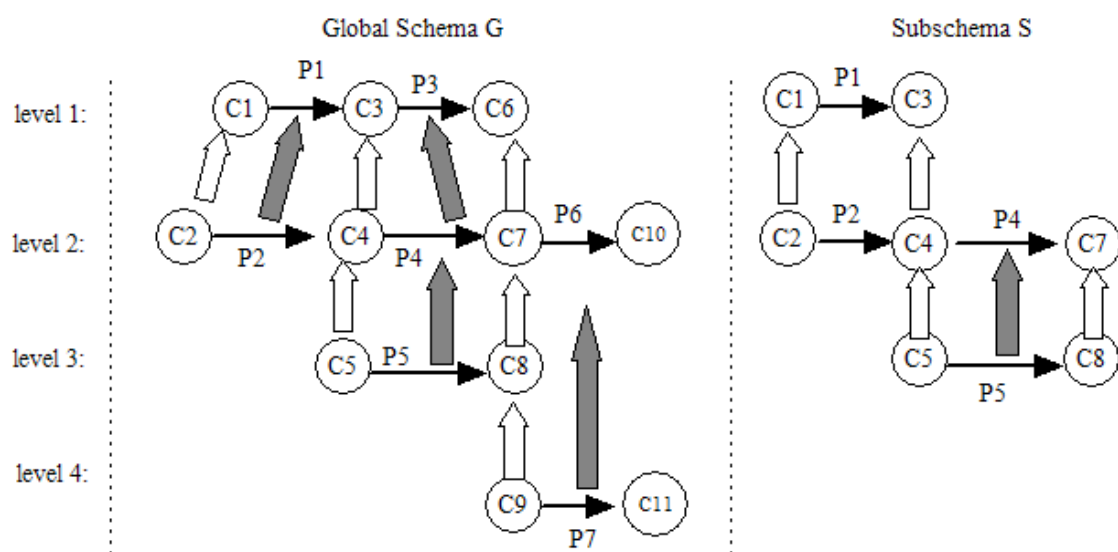 Global Schema G
Subschema S
level 1:
C1
P1
C3
P3
C6
C1
P1
C3
level 2:
C2
P2
C4
P4
C7
P6
C10
C2
P2
C4
P4
C7
level 3:
C5
P5
C8
C5
P5
C8
level 4:
C9
P7
C11